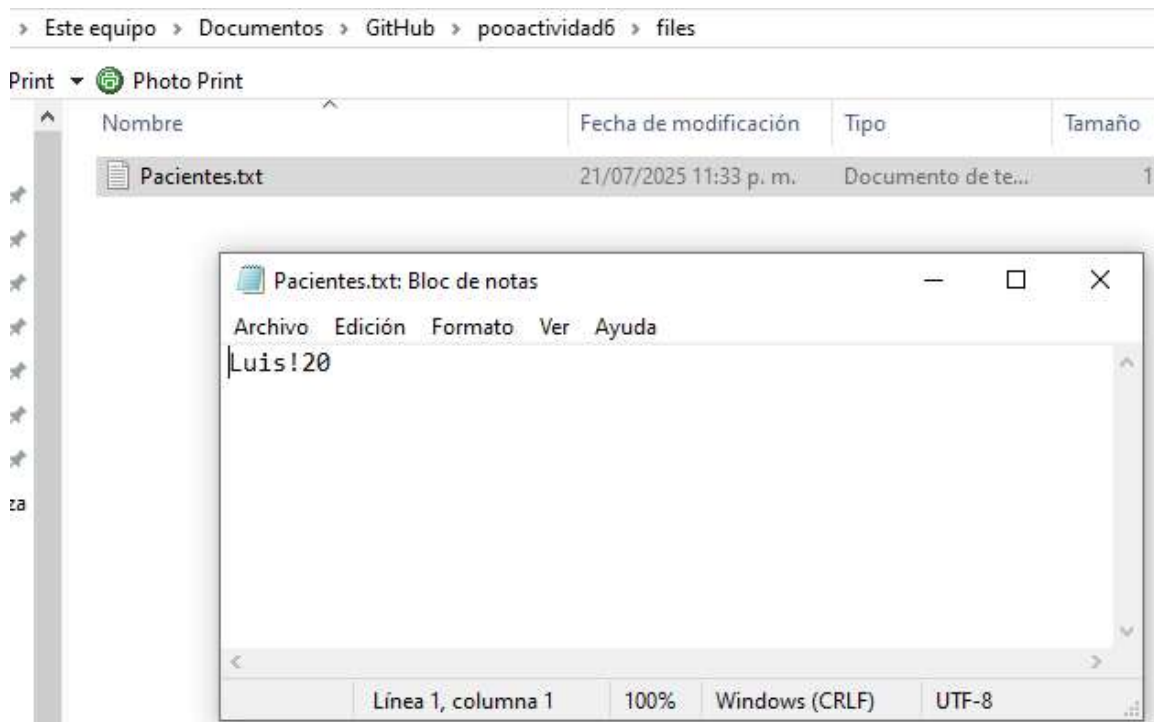 > Este equipo > Documentos > GitHub > pooactividad6 > files
Print Photo Print
Nombre Fecha de modificación Tipo Tamaño
Pacientes.txt 21/07/2025 11:33 p. m. Documento de te... 1
za
Pacientes.txt: Bloc de notas
Archivo Edición Formato Ver Ayuda
Luis!20
Línea 1, columna 1 100% Windows (CRLF) UTF-8